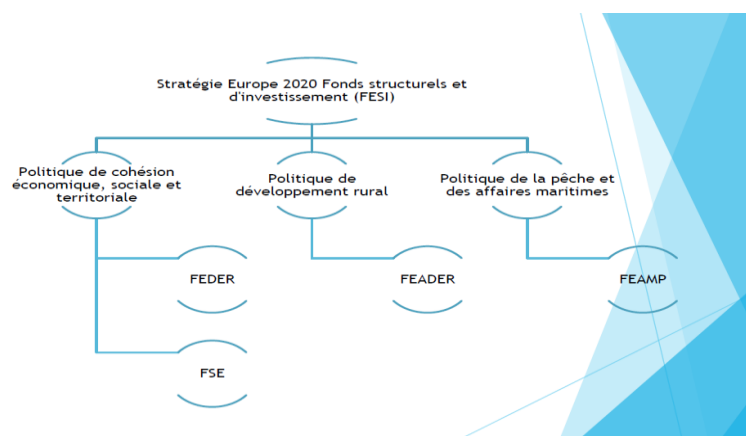 Stratégie Europe 2020 Fonds structurels et
d'investissement (FESI)
Politique de cohésion
économique, sociale et
territoriale
Politique de
développement rural
Politique de la pêche et
des affaires maritimes
FEDER
FEADER
FEAMP
FSE